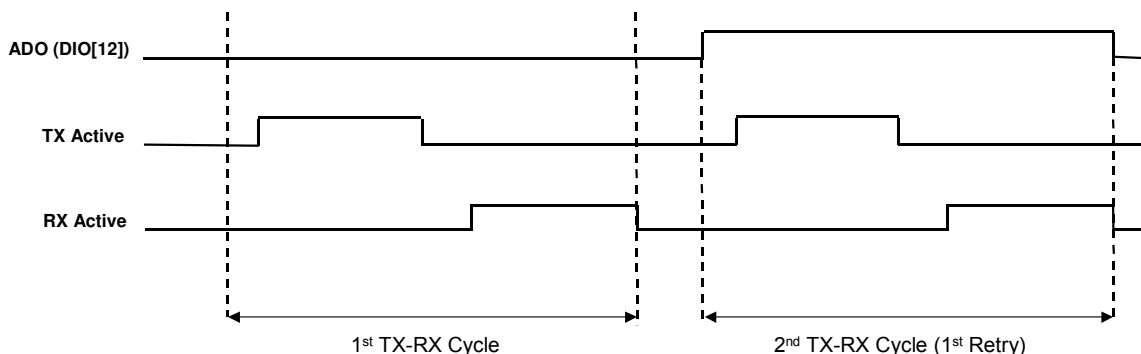 ADO (DIO[12])
TX Active
RX Active
1st TX-RX Cycle
2nd TX-RX Cycle (1st Retry)